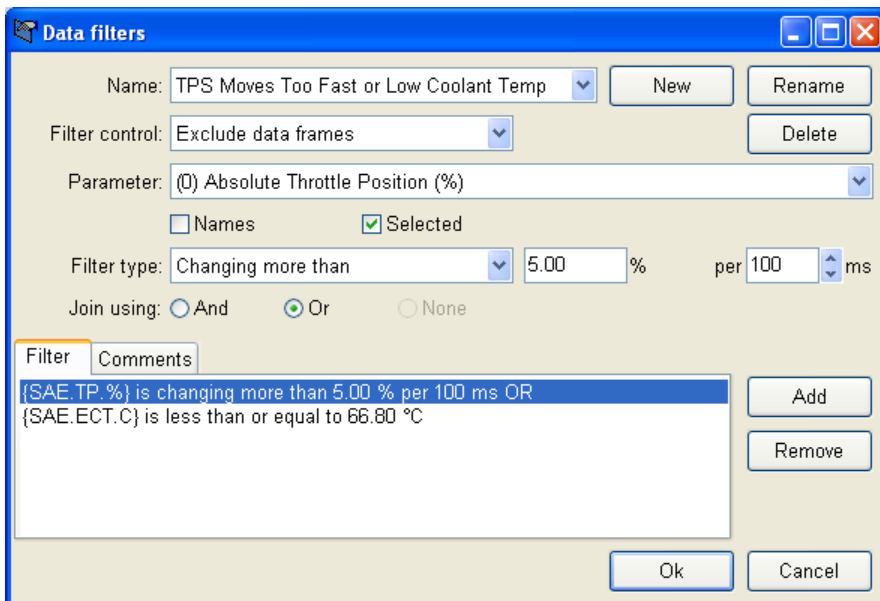 Data filters
Name: TPS Moves Too Fast or Low Coolant Temp New Rename
Filter control: Exclude data frames Delete
Parameter: (0) Absolute Throttle Position (%)
Names Selected
Filter type: Changing more than 5.00 % per 100 ms
Join using: And Or None
Filter Comments
{SAE.TP.%} is changing more than 5.00 % per 100 ms OR Add
{SAE.ECT.C} is less than or equal to 66.80 °C
Remove
Ok Cancel